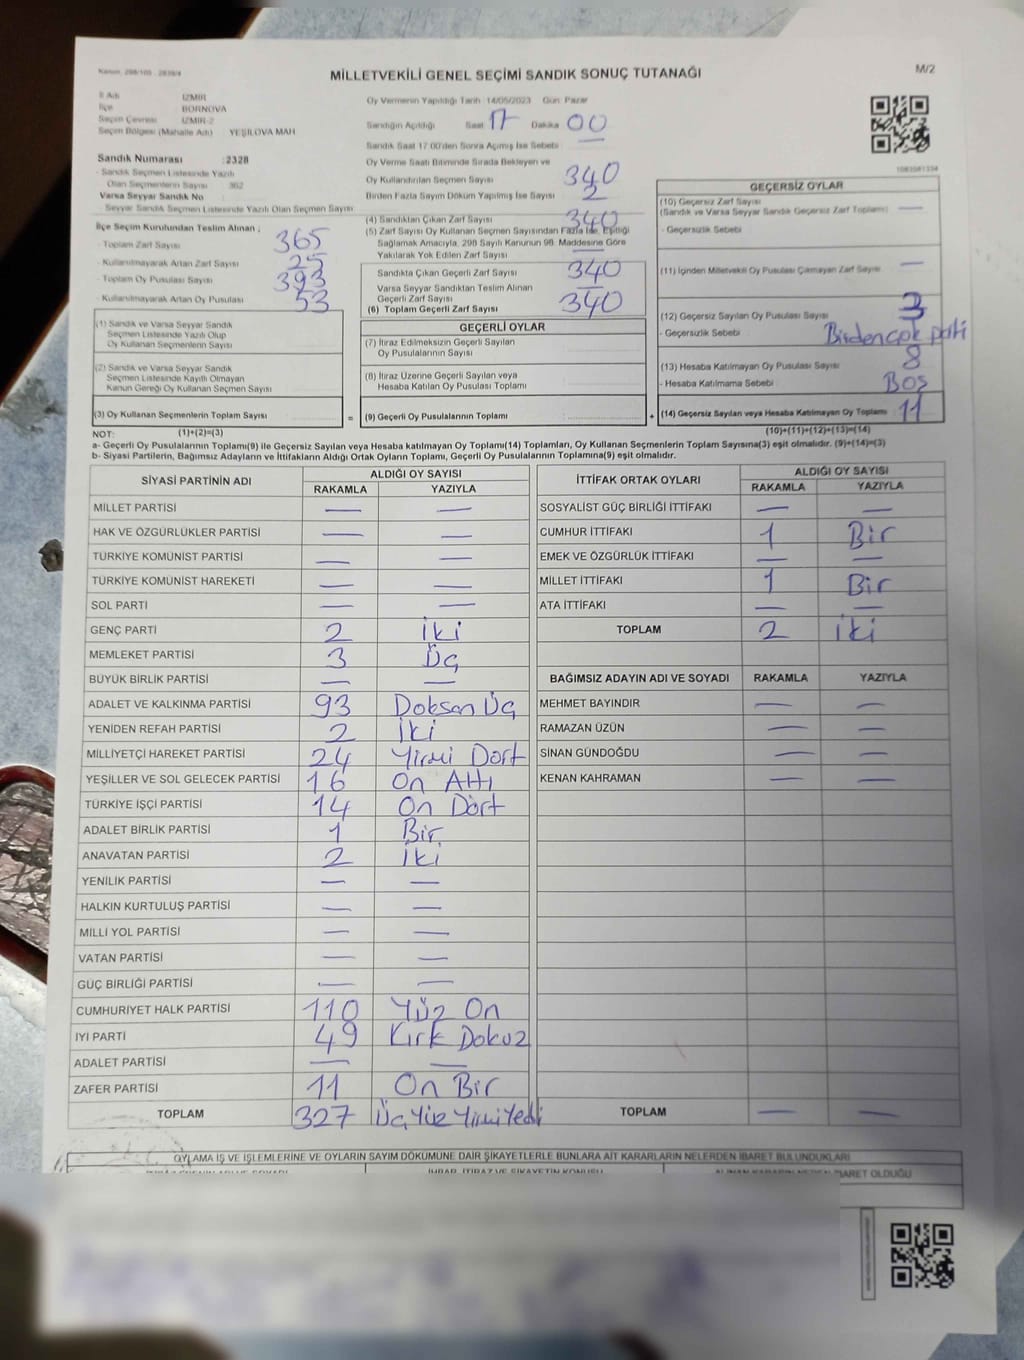 Kanun: 298/105 - 2839/4
MİLLETVEKİLİ GENEL SEÇİMİ SANDIK SONUÇ TUTANAĞI
M/2
İl Adı : İZMİR
İlçe : BORNOVA
Seçim Çevresi : İZMİR-2
Seçim Bölgesi (Mahalle Adı) : YEŞİLOVA MAH
Sandık Numarası : 2328
- Sandık Seçmen Listesinde Yazılı
Olan Seçmenlerin Sayısı : 362
Varsa Seyyar Sandık No :
- Seyyar Sandık Seçmen Listesinde Yazılı Olan Seçmen Sayısı :
İlçe Seçim Kurulundan Teslim Alınan ;
- Toplam Zarf Sayısı 365
- Kullanılmayarak Artan Zarf Sayısı 25
- Toplam Oy Pusulası Sayısı 393
- Kullanılmayarak Artan Oy Pusulası 53
Oy Vermenin Yapıldığı Tarih : 14/05/2023 Gün: Pazar
Sandığın Açıldığı Saat 17 Dakika 00
Sandık Saat 17:00'den Sonra Açılmış İse Sebebi : —
Oy Verme Saati Bitiminde Sırada Bekleyen ve
Oy Kullandırılan Seçmen Sayısı 340
Birden Fazla Sayım Döküm Yapılmış İse Sayısı 2
(4) Sandıktan Çıkan Zarf Sayısı 340
(5) Zarf Sayısı Oy Kullanan Seçmen Sayısından Fazla İse, Eşitliği
Sağlamak Amacıyla, 298 Sayılı Kanunun 98. Maddesine Göre
Yakılarak Yok Edilen Zarf Sayısı —
Sandıkta Çıkan Geçerli Zarf Sayısı 340
Varsa Seyyar Sandıktan Teslim Alınan
Geçerli Zarf Sayısı —
(6) Toplam Geçerli Zarf Sayısı 340
1083581334
GEÇERSİZ OYLAR
(10) Geçersiz Zarf Sayısı —
(Sandık ve Varsa Seyyar Sandık Geçersiz Zarf Toplamı)
- Geçersizlik Sebebi
(11) İçinden Milletvekili Oy Pusulası Çıkmayan Zarf Sayısı —
(12) Geçersiz Sayılan Oy Pusulası Sayısı 3
- Geçersizlik Sebebi : Birden çok parti
(13) Hesaba Katılmayan Oy Pusulası Sayısı 8
- Hesaba Katılmama Sebebi : Boş
(14) Geçersiz Sayılan veya Hesaba Katılmayan Oy Toplamı 11
(10)+(11)+(12)+(13)=(14)
(1) Sandık ve Varsa Seyyar Sandık
Seçmen Listesinde Yazılı Olup
Oy Kullanan Seçmenlerin Sayısı
(2) Sandık ve Varsa Seyyar Sandık
Seçmen Listesinde Kayıtlı Olmayan
Kanun Gereği Oy Kullanan Seçmen Sayısı
(3) Oy Kullanan Seçmenlerin Toplam Sayısı =
(1)+(2)=(3)
GEÇERLİ OYLAR
(7) İtiraz Edilmeksizin Geçerli Sayılan
Oy Pusulalarının Sayısı
(8) İtiraz Üzerine Geçerli Sayılan veya
Hesaba Katılan Oy Pusulası Toplamı
(9) Geçerli Oy Pusulalarının Toplamı +
NOT:
a- Geçerli Oy Pusulalarının Toplamı(9) ile Geçersiz Sayılan veya Hesaba katılmayan Oy Toplamı(14) Toplamları, Oy Kullanan Seçmenlerin Toplam Sayısına(3) eşit olmalıdır. (9)+(14)=(3)
b- Siyasi Partilerin, Bağımsız Adayların ve İttifakların Aldığı Ortak Oyların Toplamı, Geçerli Oy Pusulalarının Toplamına(9) eşit olmalıdır.
SİYASİ PARTİNİN ADI ALDIĞI OY SAYISI
RAKAMLA YAZIYLA
MİLLET PARTİSİ — —
HAK VE ÖZGÜRLÜKLER PARTİSİ — —
TÜRKİYE KOMÜNİST PARTİSİ — —
TÜRKİYE KOMÜNİST HAREKETİ — —
SOL PARTİ — —
GENÇ PARTİ 2 İki
MEMLEKET PARTİSİ 3 Üç
BÜYÜK BİRLİK PARTİSİ — —
ADALET VE KALKINMA PARTİSİ 93 Doksan Üç
YENİDEN REFAH PARTİSİ 2 İki
MİLLİYETÇİ HAREKET PARTİSİ 24 Yirmi Dört
YEŞİLLER VE SOL GELECEK PARTİSİ 16 On Altı
TÜRKİYE İŞÇİ PARTİSİ 14 On Dört
ADALET BİRLİK PARTİSİ 1 Bir
ANAVATAN PARTİSİ 2 İki
YENİLİK PARTİSİ — —
HALKIN KURTULUŞ PARTİSİ — —
MİLLİ YOL PARTİSİ — —
VATAN PARTİSİ — —
GÜÇ BİRLİĞİ PARTİSİ — —
CUMHURİYET HALK PARTİSİ 110 Yüz On
İYİ PARTİ 49 Kırk Dokuz
ADALET PARTİSİ — —
ZAFER PARTİSİ 11 On Bir
TOPLAM 327 Üç Yüz Yirmi Yedi
İTTİFAK ORTAK OYLARI ALDIĞI OY SAYISI
RAKAMLA YAZIYLA
SOSYALİST GÜÇ BİRLİĞİ İTTİFAKI — —
CUMHUR İTTİFAKI 1 Bir
EMEK VE ÖZGÜRLÜK İTTİFAKI — —
MİLLET İTTİFAKI 1 Bir
ATA İTTİFAKI — —
TOPLAM 2 İki
BAĞIMSIZ ADAYIN ADI VE SOYADI RAKAMLA YAZIYLA
MEHMET BAYINDIR — —
RAMAZAN ÜZÜN — —
SİNAN GÜNDOĞDU — —
KENAN KAHRAMAN — —
TOPLAM — —
OYLAMA İŞ VE İŞLEMLERİNE VE OYLARIN SAYIM DÖKÜMÜNE DAİR ŞİKAYETLERLE BUNLARA AİT KARARLARIN NELERDEN İBARET BULUNDUKLARI
İHBAR, İTİRAZ VE ŞİKAYETİN KONUSU